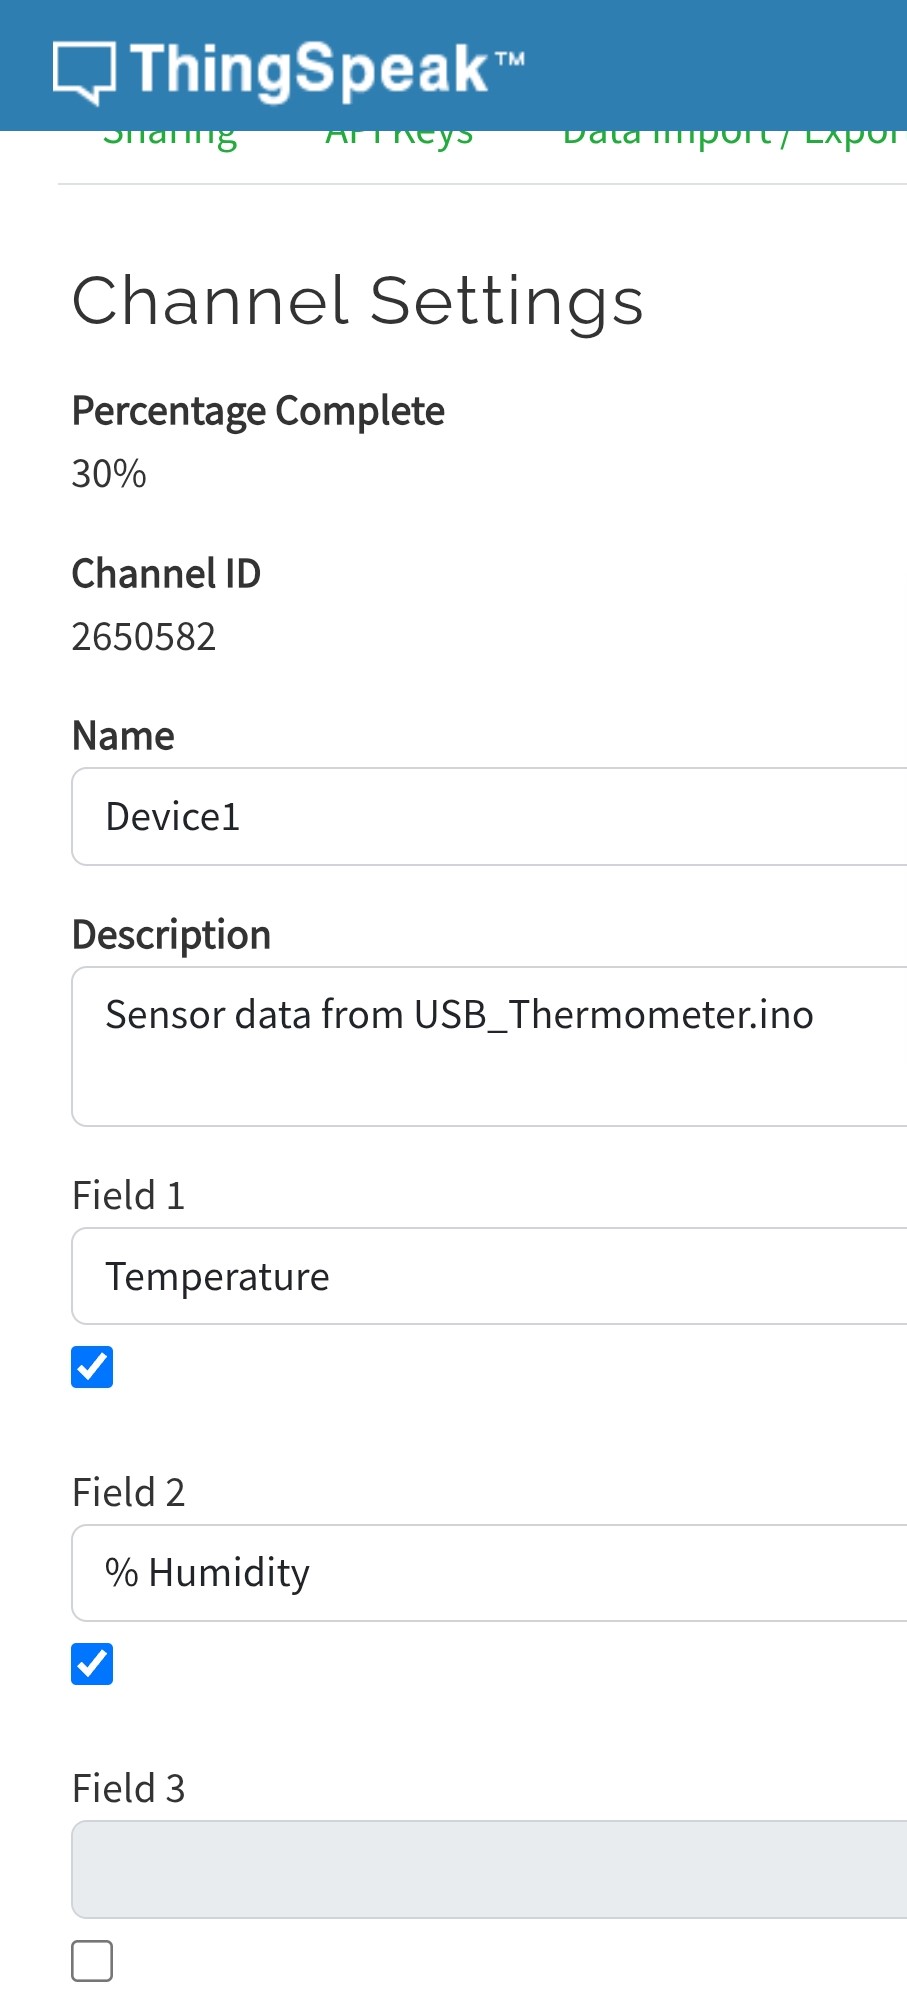 ThingSpeak™
Sharing API Keys Data Import / Export
Channel Settings
Percentage Complete
30%
Channel ID
2650582
Name
Device1
Description
Sensor data from USB_Thermometer.ino
Field 1
Temperature
Field 2
% Humidity
Field 3